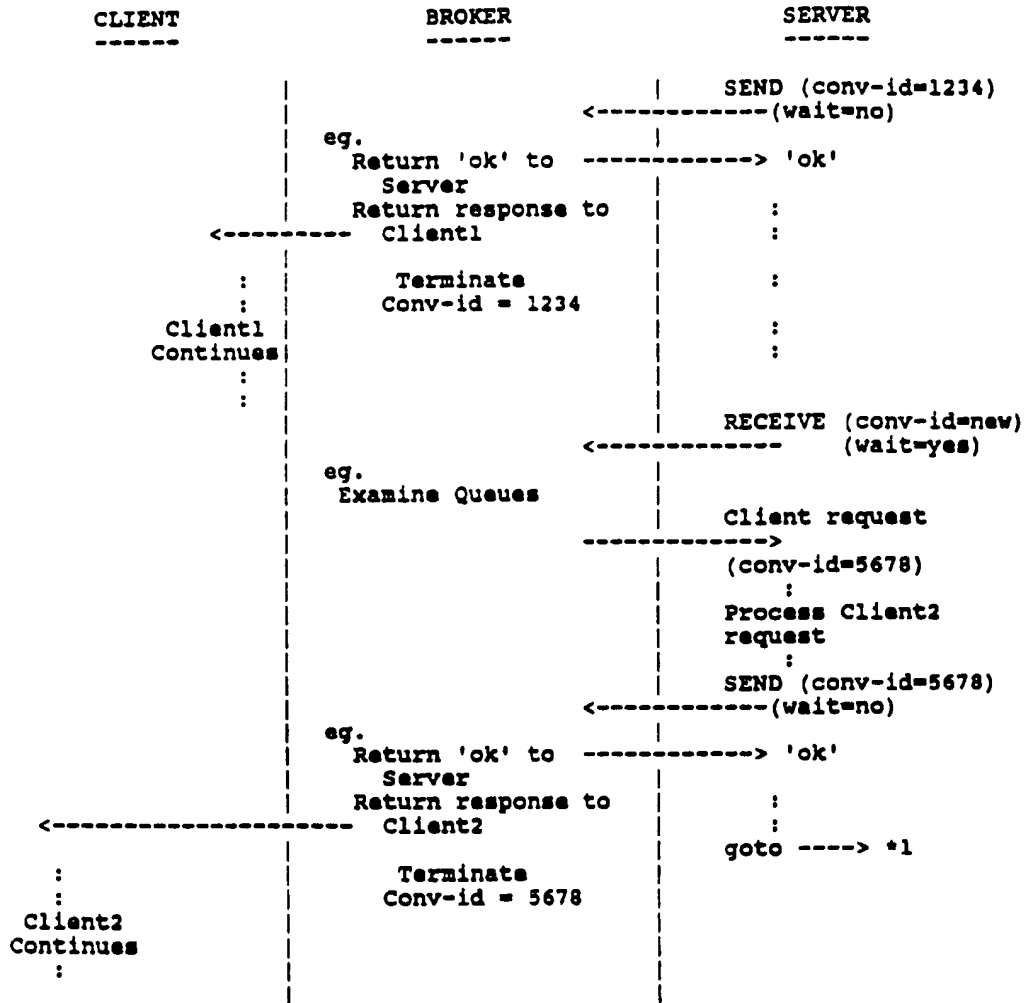 CLIENT BROKER SERVER
------ ------ ------
SEND (conv-id=1234)
<------------(wait=no)
eg.
Return 'ok' to ------------> 'ok'
Server
Return response to :
<--------- Client1 :
: Terminate :
: Conv-id = 1234
Client1 :
Continues :
:
:
RECEIVE (conv-id=new)
<------------- (wait=yes)
eg.
Examine Queues
Client request
------------->
(conv-id=5678)
:
Process Client2
request
:
SEND (conv-id=5678)
<------------(wait=no)
eg.
Return 'ok' to ------------> 'ok'
Server
Return response to :
<---------------------- Client2 :
goto ----> *1
: Terminate
: Conv-id = 5678
Client2
Continues
: